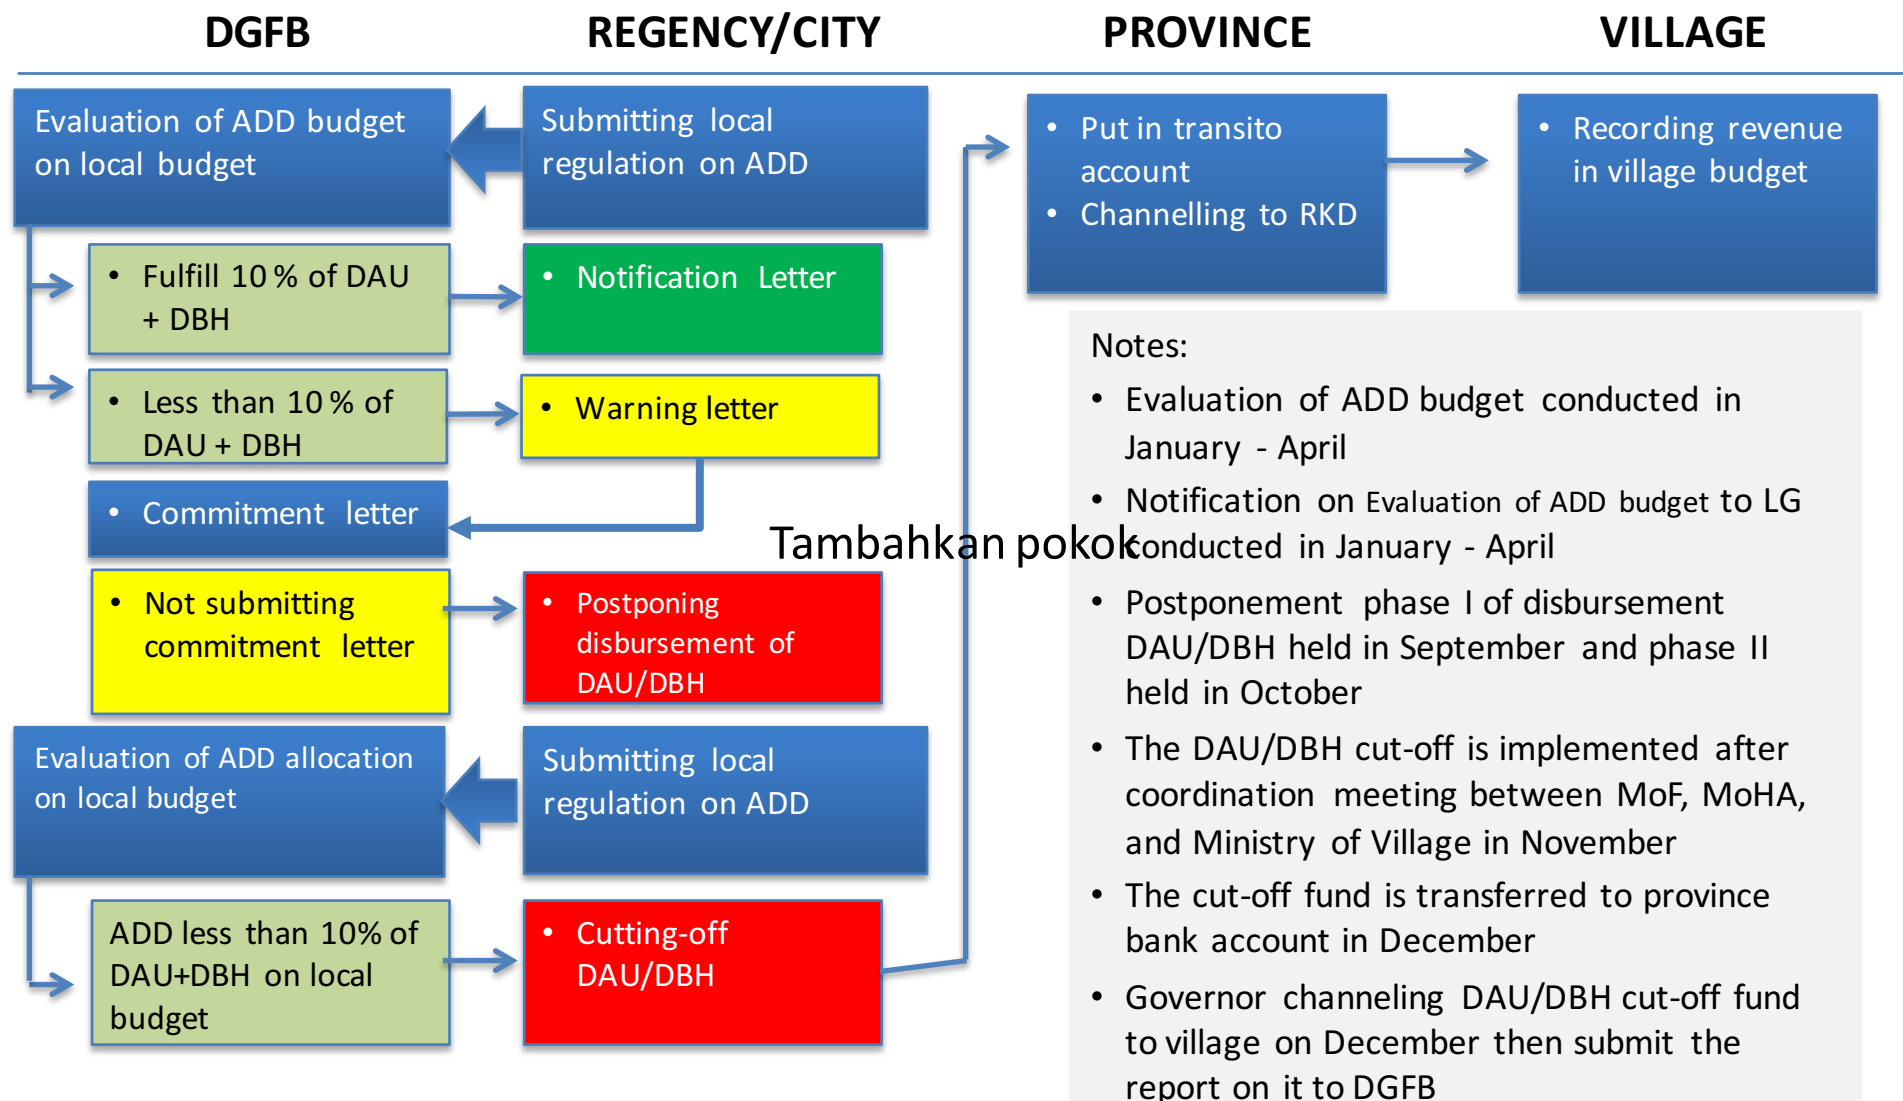 DGFB
REGENCY/CITY
PROVINCE
VILLAGE
Evaluation of ADD budget
on local budget
Submitting local
regulation on ADD
• Put in transito
account
• Channelling to RKD
• Recording revenue
in village budget
• Fulfill 10 % of DAU
+ DBH
• Notification Letter
• Less than 10 % of
DAU + DBH
• Warning letter
• Commitment letter
Tambahkan pokok
• Not submitting
commitment letter
• Postponing
disbursement of
DAU/DBH
Evaluation of ADD allocation
on local budget
Submitting local
regulation on ADD
ADD less than 10% of
DAU+DBH on local
budget
• Cutting-off
DAU/DBH
Notes:
• Evaluation of ADD budget conducted in
January - April
• Notification on Evaluation of ADD budget to LG
conducted in January - April
• Postponement phase I of disbursement
DAU/DBH held in September and phase II
held in October
• The DAU/DBH cut-off is implemented after
coordination meeting between MoF, MoHA,
and Ministry of Village in November
• The cut-off fund is transferred to province
bank account in December
• Governor channeling DAU/DBH cut-off fund
to village on December then submit the
report on it to DGFB